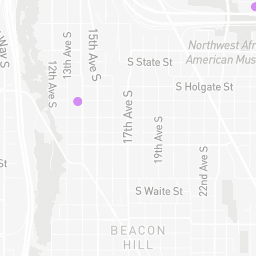 Northwest Afri
American Mus
S State St
S Holgate St
Way S
12th Ave S
13th Ave S
15th Ave S
17th Ave S
19th Ave S
22nd Ave S
St
S Waite St
BEACON
HILL